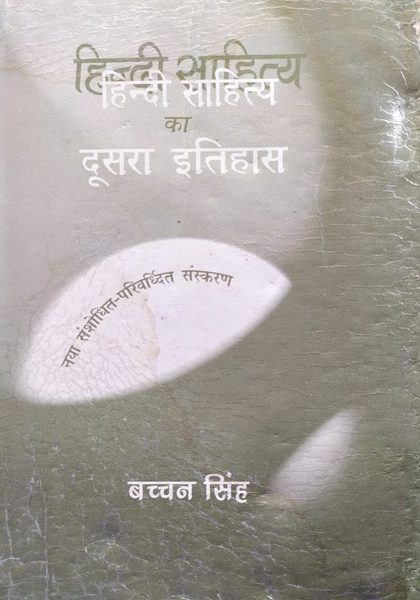 हिन्दी साहित्य
हिन्दी साहित्य
का
दूसरा इतिहास
नया संशोधित-परिवर्ध्दित संस्करण
बच्चन सिंह